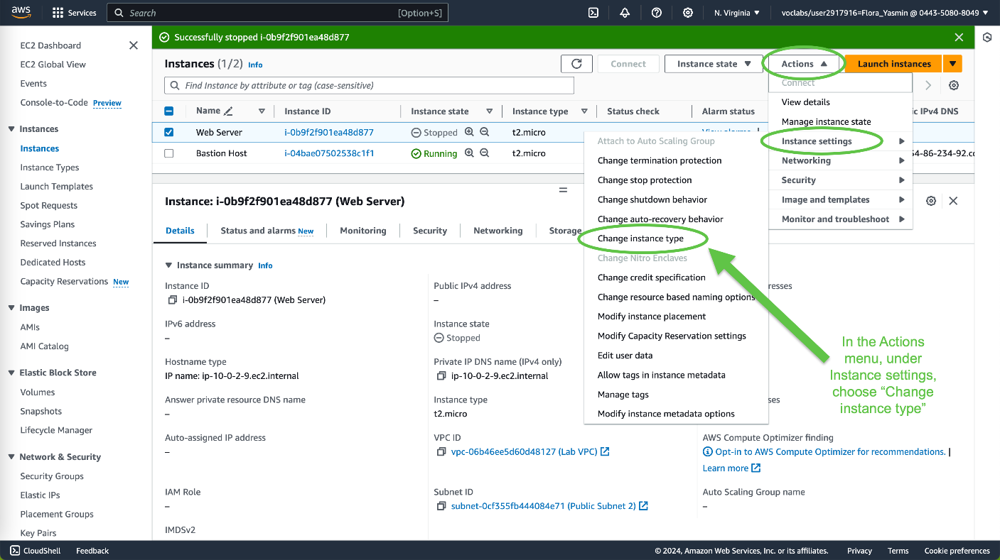 aws
Services
Search
[Option+S]
N. Virginia
voclabs/user2917916=Flora_Yasmin @ 0443-5080-8049
Successfully stopped i-0b9f2f901ea48d877
EC2 Dashboard
EC2 Global View
Events
Console-to-Code Preview
Instances
Instances
Instance Types
Launch Templates
Spot Requests
Savings Plans
Reserved Instances
Dedicated Hosts
Capacity Reservations New
Images
AMIs
AMI Catalog
Elastic Block Store
Volumes
Snapshots
Lifecycle Manager
Network & Security
Security Groups
Elastic IPs
Placement Groups
Key Pairs
Instances (1/2) Info
Connect
Instance state
Actions
Launch instances
Find Instance by attribute or tag (case-sensitive)
Name
Instance ID
Instance state
Instance type
Status check
Alarm status
IPv4 DNS
Web Server
i-0b9f2f901ea48d877
Stopped
t2.micro
View alarms
Bastion Host
i-04bae07502538c1f1
Running
t2.micro
54-86-234-92.co
Connect
View details
Manage instance state
Instance settings
Networking
Security
Image and templates
Monitor and troubleshoot
Attach to Auto Scaling Group
Change termination protection
Change stop protection
Change shutdown behavior
Change auto-recovery behavior
Change instance type
Change Nitro Enclaves
Change credit specification
Change resource based naming options
Modify instance placement
Modify Capacity Reservation settings
Edit user data
Allow tags in instance metadata
Manage tags
Modify instance metadata options
In the Actions
menu, under
Instance settings,
choose “Change
instance type”
Instance: i-0b9f2f901ea48d877 (Web Server)
Details
Status and alarms New
Monitoring
Security
Networking
Storage
Instance summary Info
Instance ID
i-0b9f2f901ea48d877 (Web Server)
IPv6 address
–
Hostname type
IP name: ip-10-0-2-9.ec2.internal
Answer private resource DNS name
–
Auto-assigned IP address
–
IAM Role
–
IMDSv2
Public IPv4 address
–
Instance state
Stopped
Private IP DNS name (IPv4 only)
ip-10-0-2-9.ec2.internal
Instance type
t2.micro
VPC ID
vpc-06b46ee5d60d48127 (Lab VPC)
Subnet ID
subnet-0cf355fb444084e71 (Public Subnet 2)
resses
ses
AWS Compute Optimizer finding
Opt-in to AWS Compute Optimizer for recommendations. |
Learn more
Auto Scaling Group name
–
CloudShell
Feedback
© 2024, Amazon Web Services, Inc. or its affiliates.
Privacy
Terms
Cookie preferences